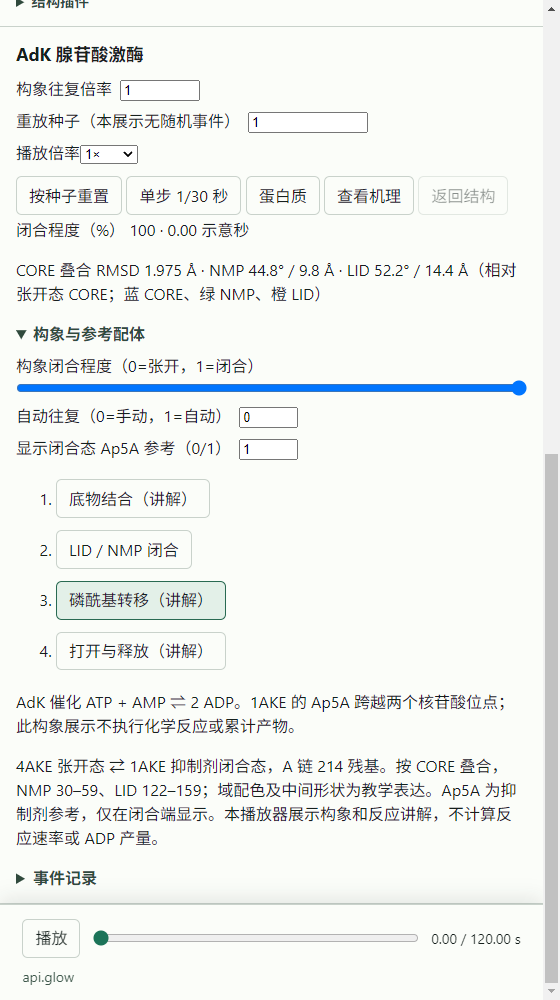 ▶ 结构插件
AdK 腺苷酸激酶
构象往复倍率 1
重放种子（本展示无随机事件） 1
播放倍率 1×
按种子重置 单步 1/30 秒 蛋白质 查看机理 返回结构
闭合程度（%） 100 · 0.00 示意秒
CORE 叠合 RMSD 1.975 Å · NMP 44.8° / 9.8 Å · LID 52.2° / 14.4 Å（相对
张开态 CORE；蓝 CORE、绿 NMP、橙 LID）
▼ 构象与参考配体
构象闭合程度（0=张开，1=闭合）
自动往复（0=手动，1=自动） 0
显示闭合态 Ap5A 参考（0/1） 1
1. 底物结合（讲解）
2. LID / NMP 闭合
3. 磷酰基转移（讲解）
4. 打开与释放（讲解）
AdK 催化 ATP + AMP ⇌ 2 ADP。1AKE 的 Ap5A 跨越两个核苷酸位点；
此构象展示不执行化学反应或累计产物。
4AKE 张开态 ⇄ 1AKE 抑制剂闭合态，A 链 214 残基。按 CORE 叠合，
NMP 30–59、LID 122–159；域配色及中间形状为教学表达。Ap5A 为抑
制剂参考，仅在闭合端显示。本播放器展示构象和反应讲解，不计算反
应速率或 ADP 产量。
▶ 事件记录
播放 0.00 / 120.00 s
api.glow